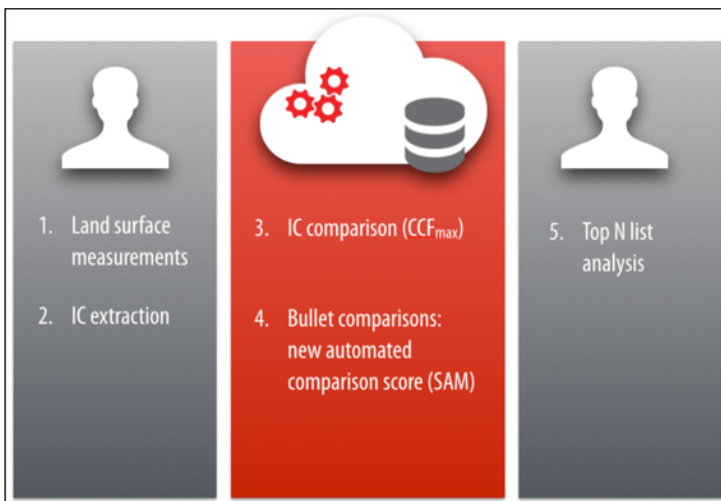 1. Land surface
measurements
2. IC extraction
3. IC comparison (CCFmax)
4. Bullet comparisons:
new automated
comparison score (SAM)
5. Top N list
analysis